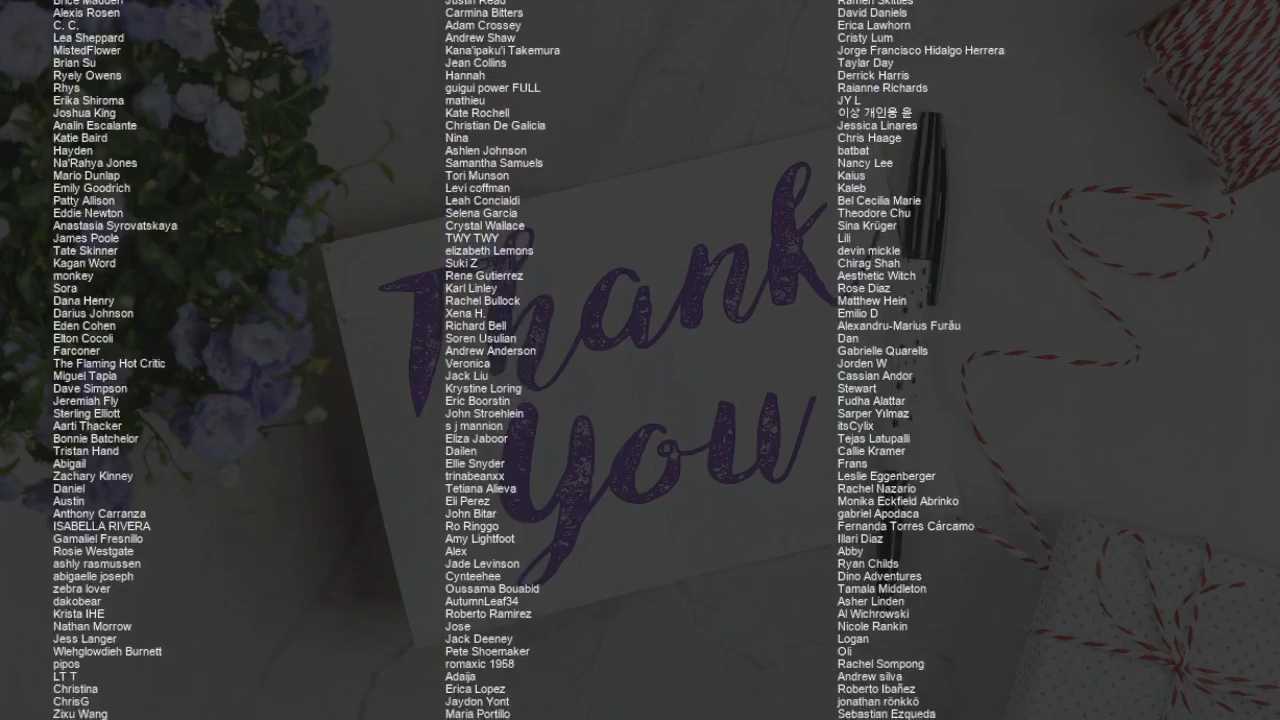 Brice Madden
Alexis Rosen
C. C.
Lea Sheppard
MistedFlower
Brian Su
Ryely Owens
Rhys
Erika Shiroma
Joshua King
Analin Escalante
Katie Baird
Hayden
Na'Rahya Jones
Mario Dunlap
Emily Goodrich
Patty Allison
Eddie Newton
Anastasia Syrovatskaya
James Poole
Tate Skinner
Kagan Word
monkey
Sora
Dana Henry
Darius Johnson
Eden Cohen
Elton Cocoli
Farconer
The Flaming Hot Critic
Miguel Tapia
Dave Simpson
Jeremiah Fly
Sterling Elliott
Aarti Thacker
Bonnie Batchelor
Tristan Hand
Abigail
Zachary Kinney
Daniel
Austin
Anthony Carranza
ISABELLA RIVERA
Gamaliel Fresnillo
Rosie Westgate
ashly rasmussen
abigaelle joseph
zebra lover
dakobear
Krista IHE
Nathan Morrow
Jess Langer
Wlehglowdieh Burnett
pipos
LT T
Christina
ChrisG
Zixu Wang
Justin Read
Carmina Bitters
Adam Crossey
Andrew Shaw
Kana'ipaku'i Takemura
Jean Collins
Hannah
guigui power FULL
mathieu
Kate Rochell
Christian De Galicia
Nina
Ashlen Johnson
Samantha Samuels
Tori Munson
Levi coffman
Leah Concialdi
Selena Garcia
Crystal Wallace
TWY TWY
elizabeth Lemons
Suki Z
Rene Gutierrez
Karl Linley
Rachel Bullock
Xena H.
Richard Bell
Soren Usulian
Andrew Anderson
Veronica
Jack Liu
Krystine Loring
Eric Boorstin
John Stroehlein
s j mannion
Eliza Jaboor
Dailen
Ellie Snyder
trinabeanxx
Tetiana Alieva
Eli Perez
John Bitar
Ro Ringgo
Amy Lightfoot
Alex
Jade Levinson
Cynteehee
Oussama Bouabid
AutumnLeaf34
Roberto Ramirez
Jose
Jack Deeney
Pete Shoemaker
romaxic 1958
Adaija
Erica Lopez
Jaydon Yont
Maria Portillo
Ramen Skittles
David Daniels
Erica Lawhorn
Cristy Lum
Jorge Francisco Hidalgo Herrera
Taylar Day
Derrick Harris
Raianne Richards
JY L
이상 개인용 윤
Jessica Linares
Chris Haage
batbat
Nancy Lee
Kaius
Kaleb
Bel Cecilia Marie
Theodore Chu
Sina Krüger
Lili
devin mickle
Chirag Shah
Aesthetic Witch
Rose Diaz
Matthew Hein
Emilio D
Alexandru-Marius Furău
Dan
Gabrielle Quarells
Jorden W
Cassian Andor
Stewart
Fudha Alattar
Sarper Yılmaz
itsCylix
Tejas Latupalli
Callie Kramer
Frans
Leslie Eggenberger
Rachel Nazario
Monika Eckfield Abrinko
gabriel Apodaca
Fernanda Torres Cárcamo
Illari Diaz
Abby
Ryan Childs
Dino Adventures
Tamala Middleton
Asher Linden
Al Wichrowski
Nicole Rankin
Logan
Oli
Rachel Sompong
Andrew silva
Roberto Ibañez
jonathan rönkkö
Sebastian Ezqueda
Thank
you